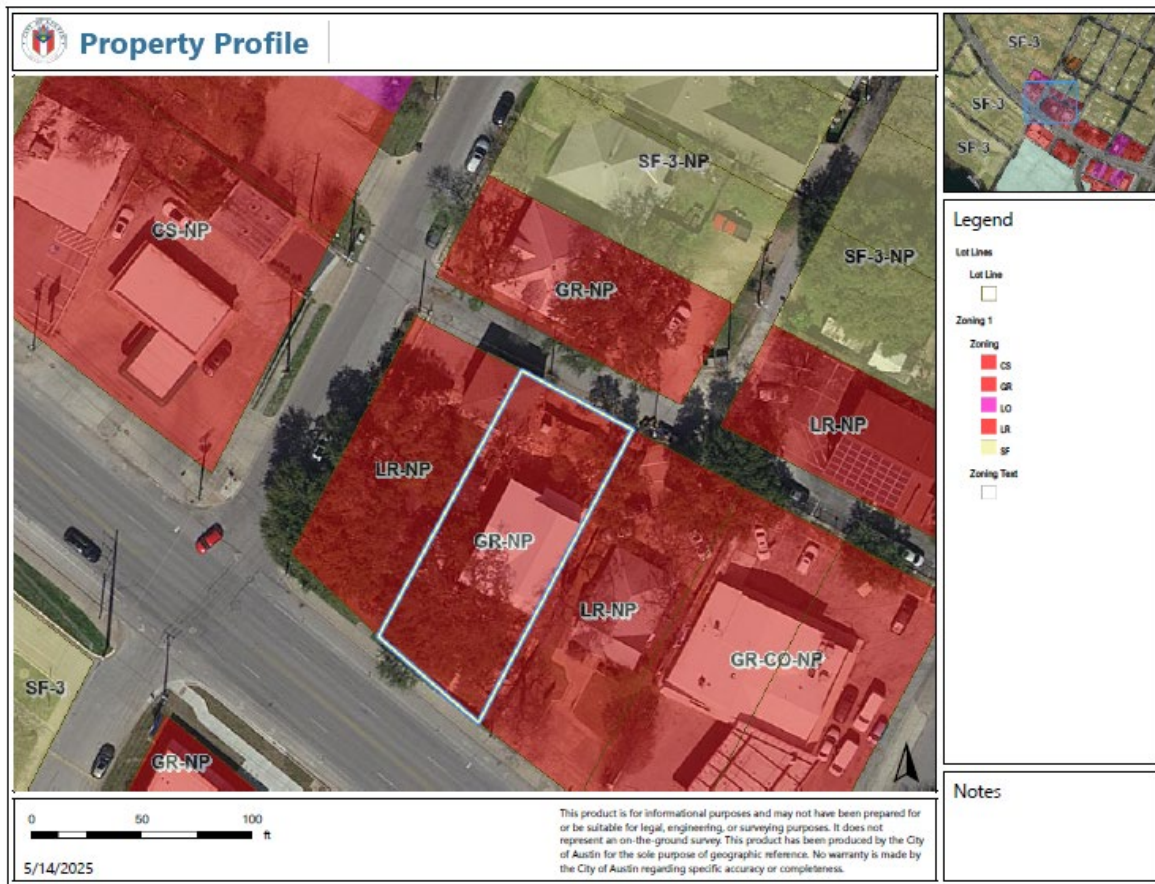 Property Profile
SF-3
SF-3
SF-3
SF-3-NP
CS-NP
SF-3-NP
GR-NP
LR-NP
LR-NP
GR-NP
LR-NP
GR-CO-NP
SF-3
GR-NP
Legend
Lot Lines
Lot Line
Zoning 1
Zoning
CS
GR
LO
LR
SF
Zoning Text
Notes
0 50 100
ft
5/14/2025
This product is for informational purposes and may not have been prepared for
or be suitable for legal, engineering, or surveying purposes. It does not
represent an on-the-ground survey. This product has been produced by the City
of Austin for the sole purpose of geographic reference. No warranty is made by
the City of Austin regarding specific accuracy or completeness.